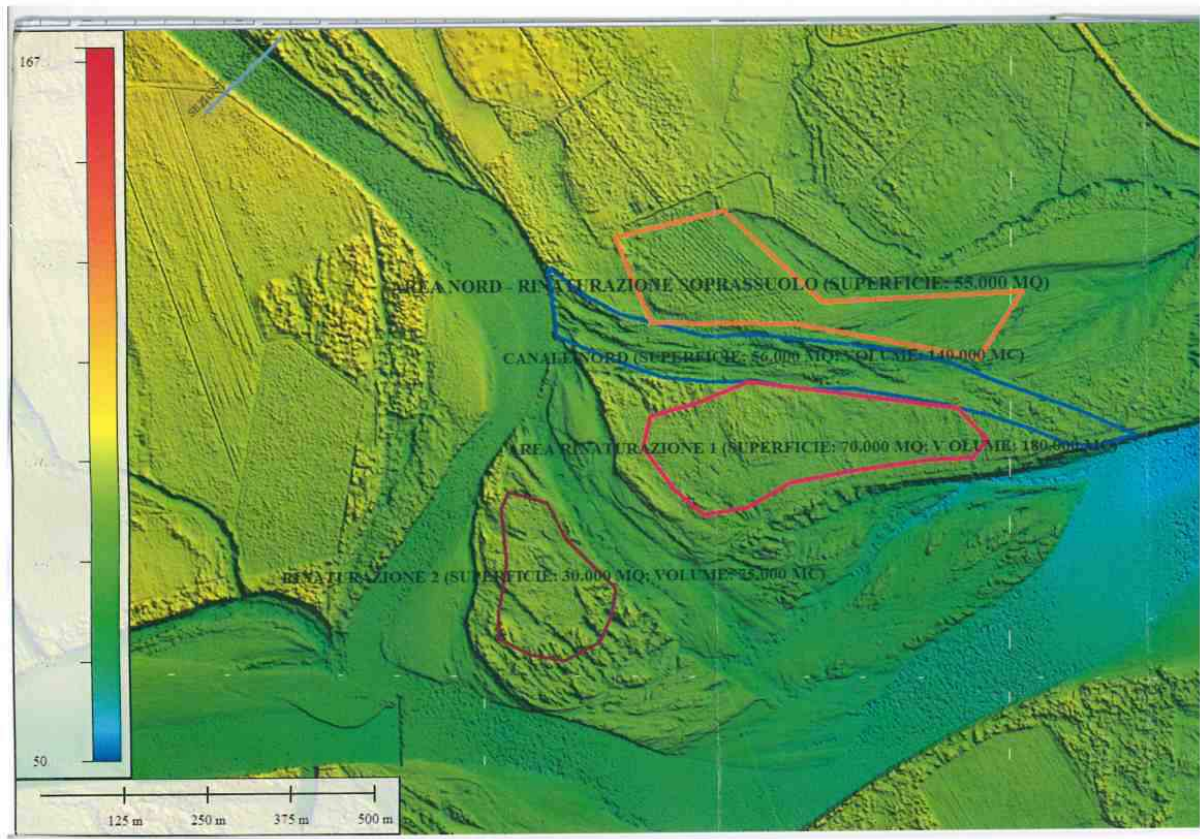 167
AREA NORD - RINATURAZIONE SOPRASSUOLO (SUPERFICIE: 55.000 MQ)
CANALE NORD (SUPERFICIE: 56.000 MQ; VOLUME: 140.000 MC)
AREA RINATURAZIONE 1 (SUPERFICIE: 70.000 MQ; VOLUME: 180.000 MC)
RINATURAZIONE 2 (SUPERFICIE: 30.000 MQ; VOLUME: 75.000 MC)
50
125 m 250 m 375 m 500 m